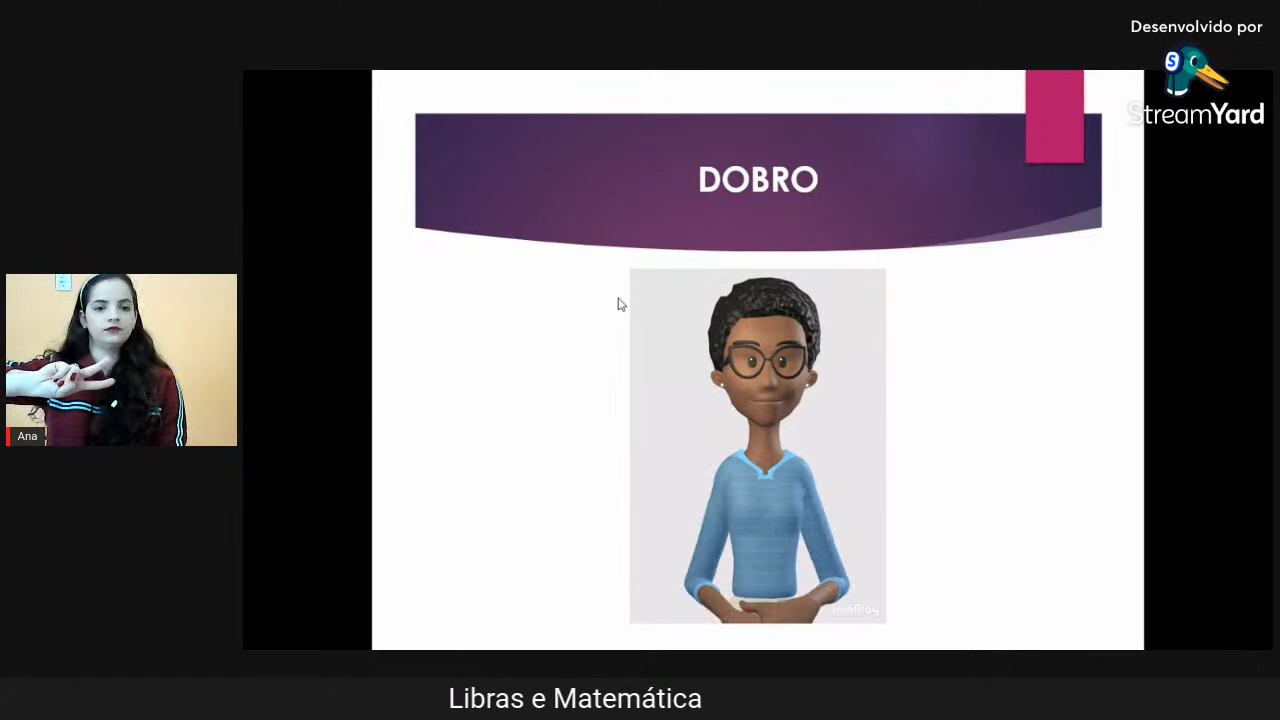 Desenvolvido por
StreamYard
DOBRO
Ana
Libras e Matemática